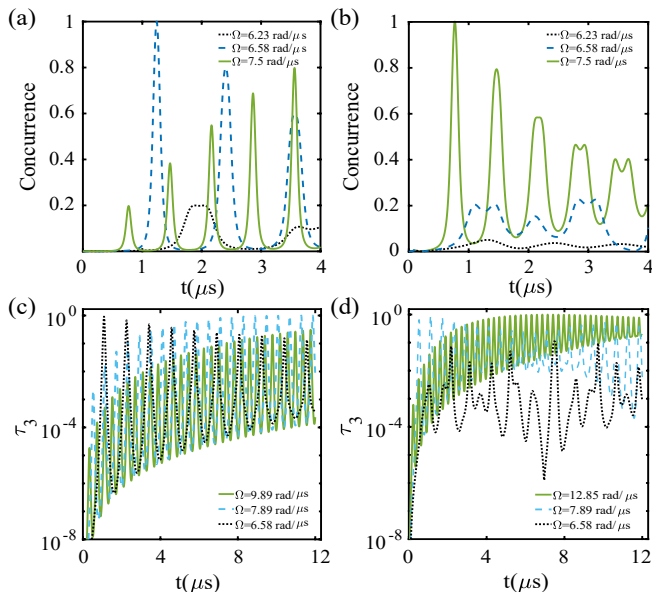 (a)
(b)
Concurrence
1
0.8
0.6
0.4
0.2
0
1
2
3
4
t(μs)
Ω=6.23 rad/μ s
Ω=6.58 rad/μ s
Ω=7.5 rad/μs
Concurrence
1
0.8
0.6
0.4
0.2
0
0
1
2
3
4
t(μs)
Ω=6.23 rad/μs
Ω=6.58 rad/μs
Ω=7.5 rad/μs
(c)
(d)
τ3
10^0
10^-4
10^-8
0
4
8
12
t(μs)
Ω=9.89 rad/μs
Ω=7.89 rad/μs
Ω=6.58 rad/μs
τ3
10^0
10^-4
10^-8
0
4
8
12
t(μs)
Ω=12.85 rad/ μs
Ω=7.89 rad/μs
Ω=6.58 rad/μs